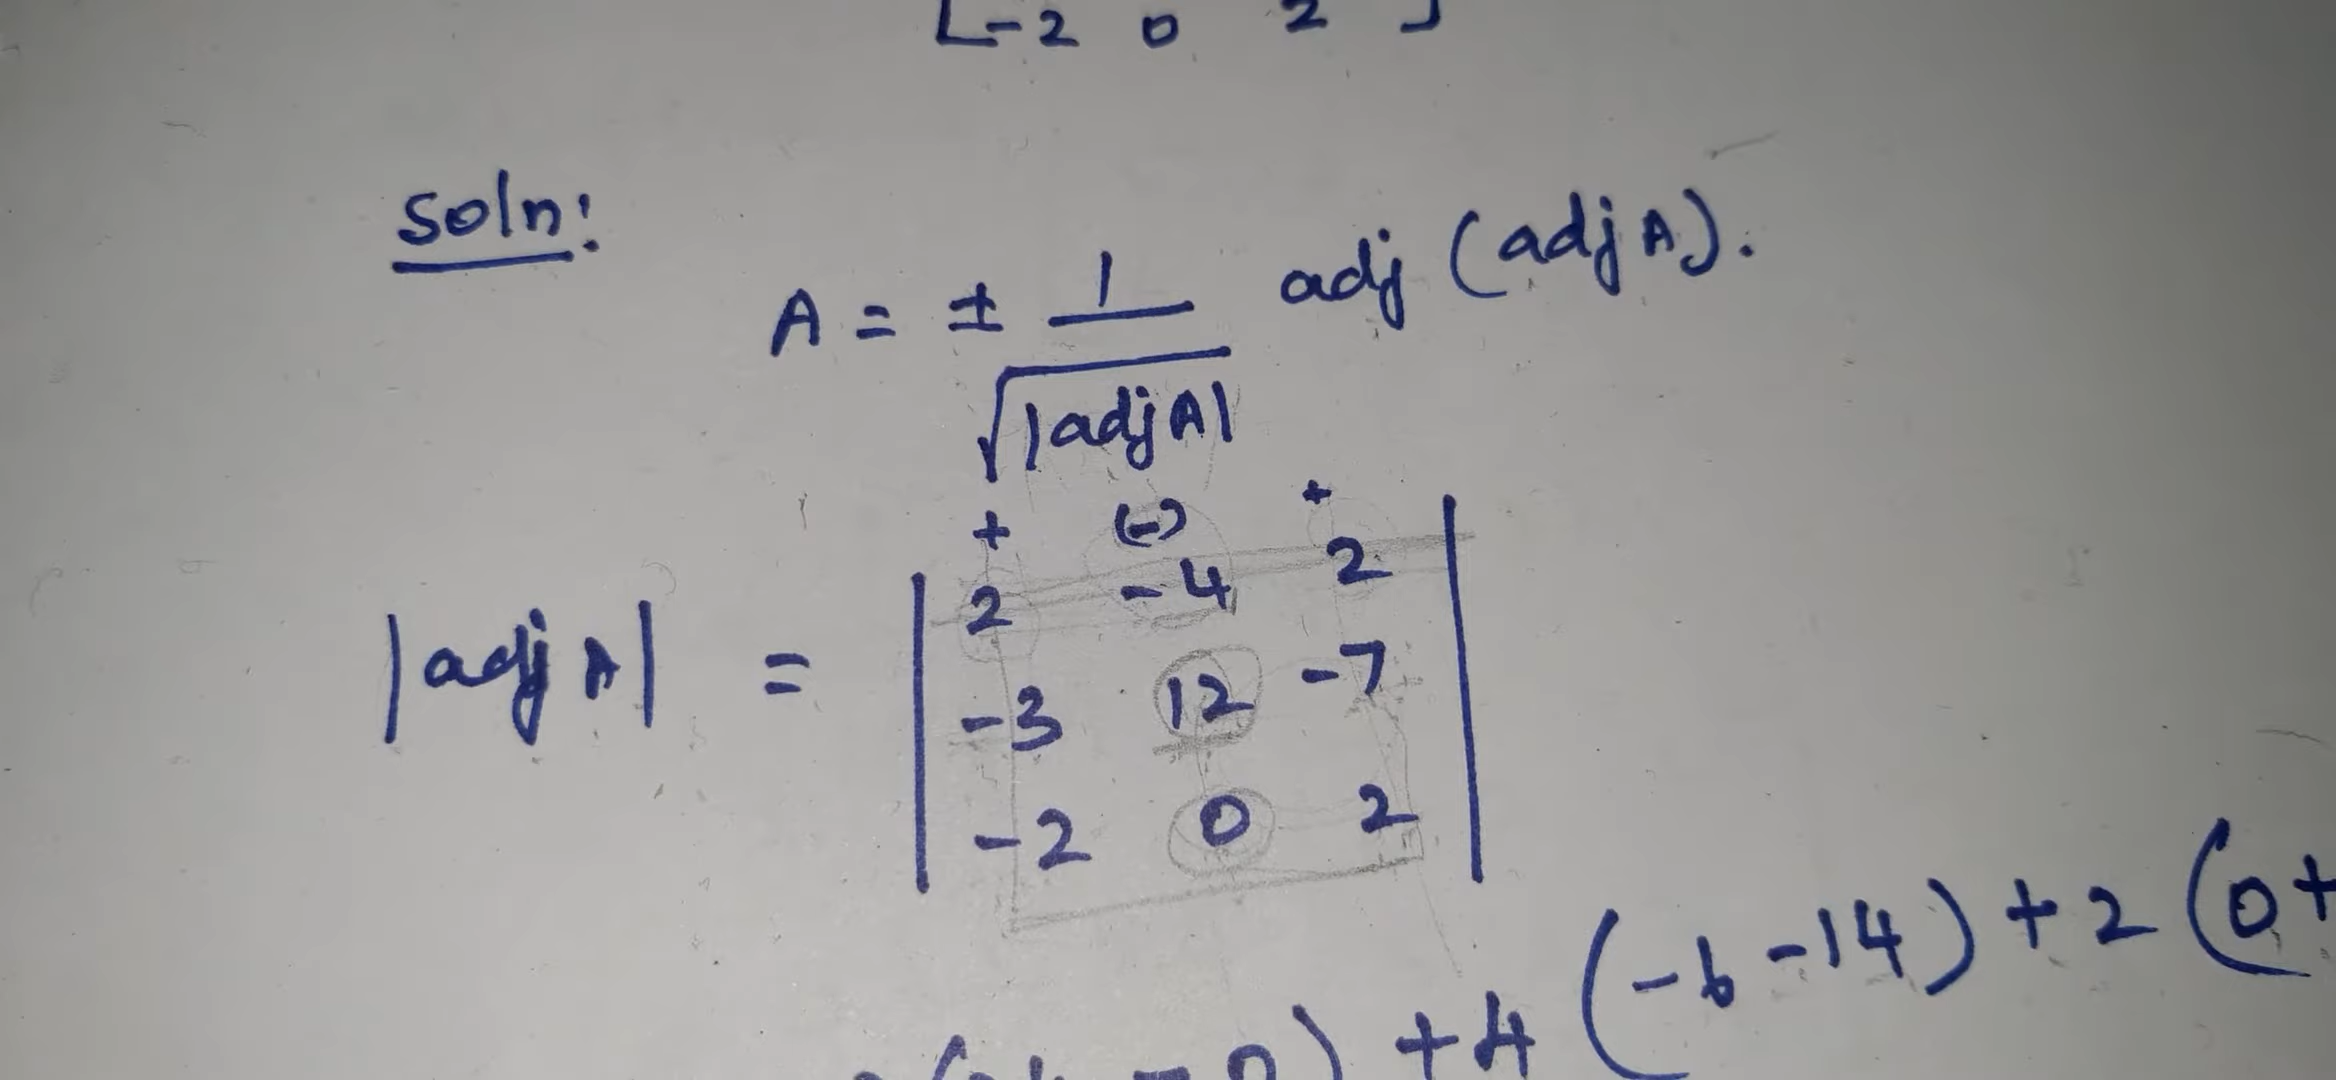 [-2 0 2]
Soln:
A = ± 1 / √|adj A| adj (adj A).
+ (-) +
2 -4 2
|adj A| = -3 12 -7
-2 0 2
+4 (-6 -14) + 2 (0+